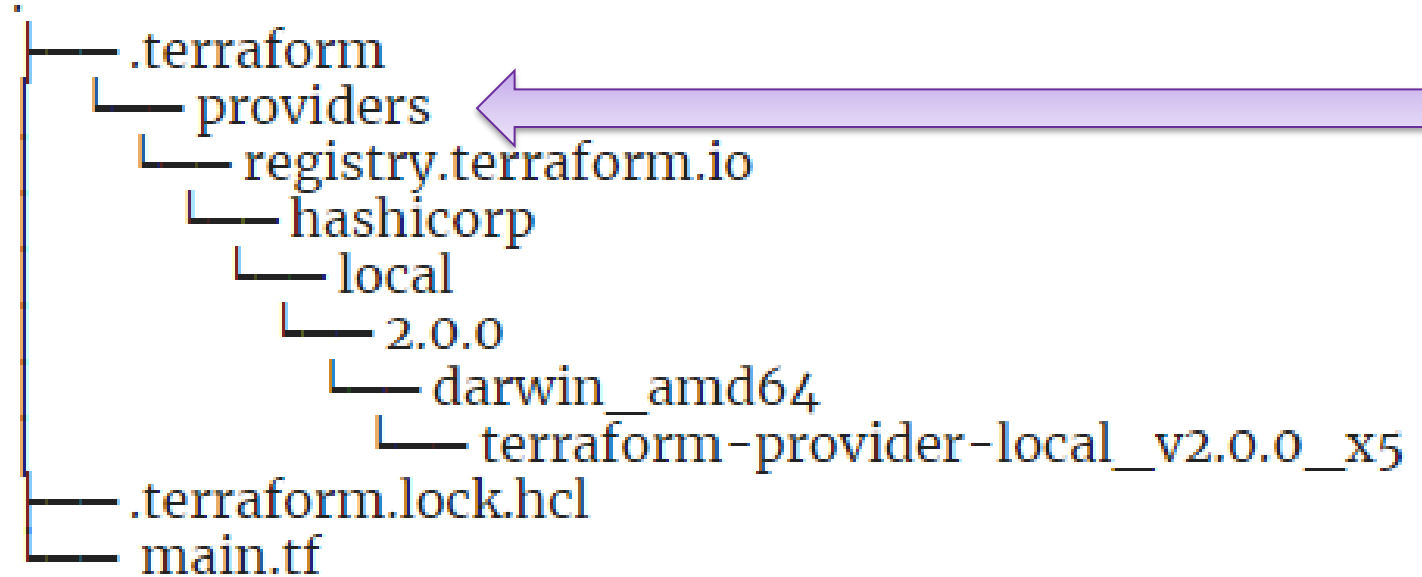 .
.terraform
providers
registry.terraform.io
hashicorp
local
2.0.0
darwin_amd64
terraform-provider-local_v2.0.0_x5
.terraform.lock.hcl
main.tf